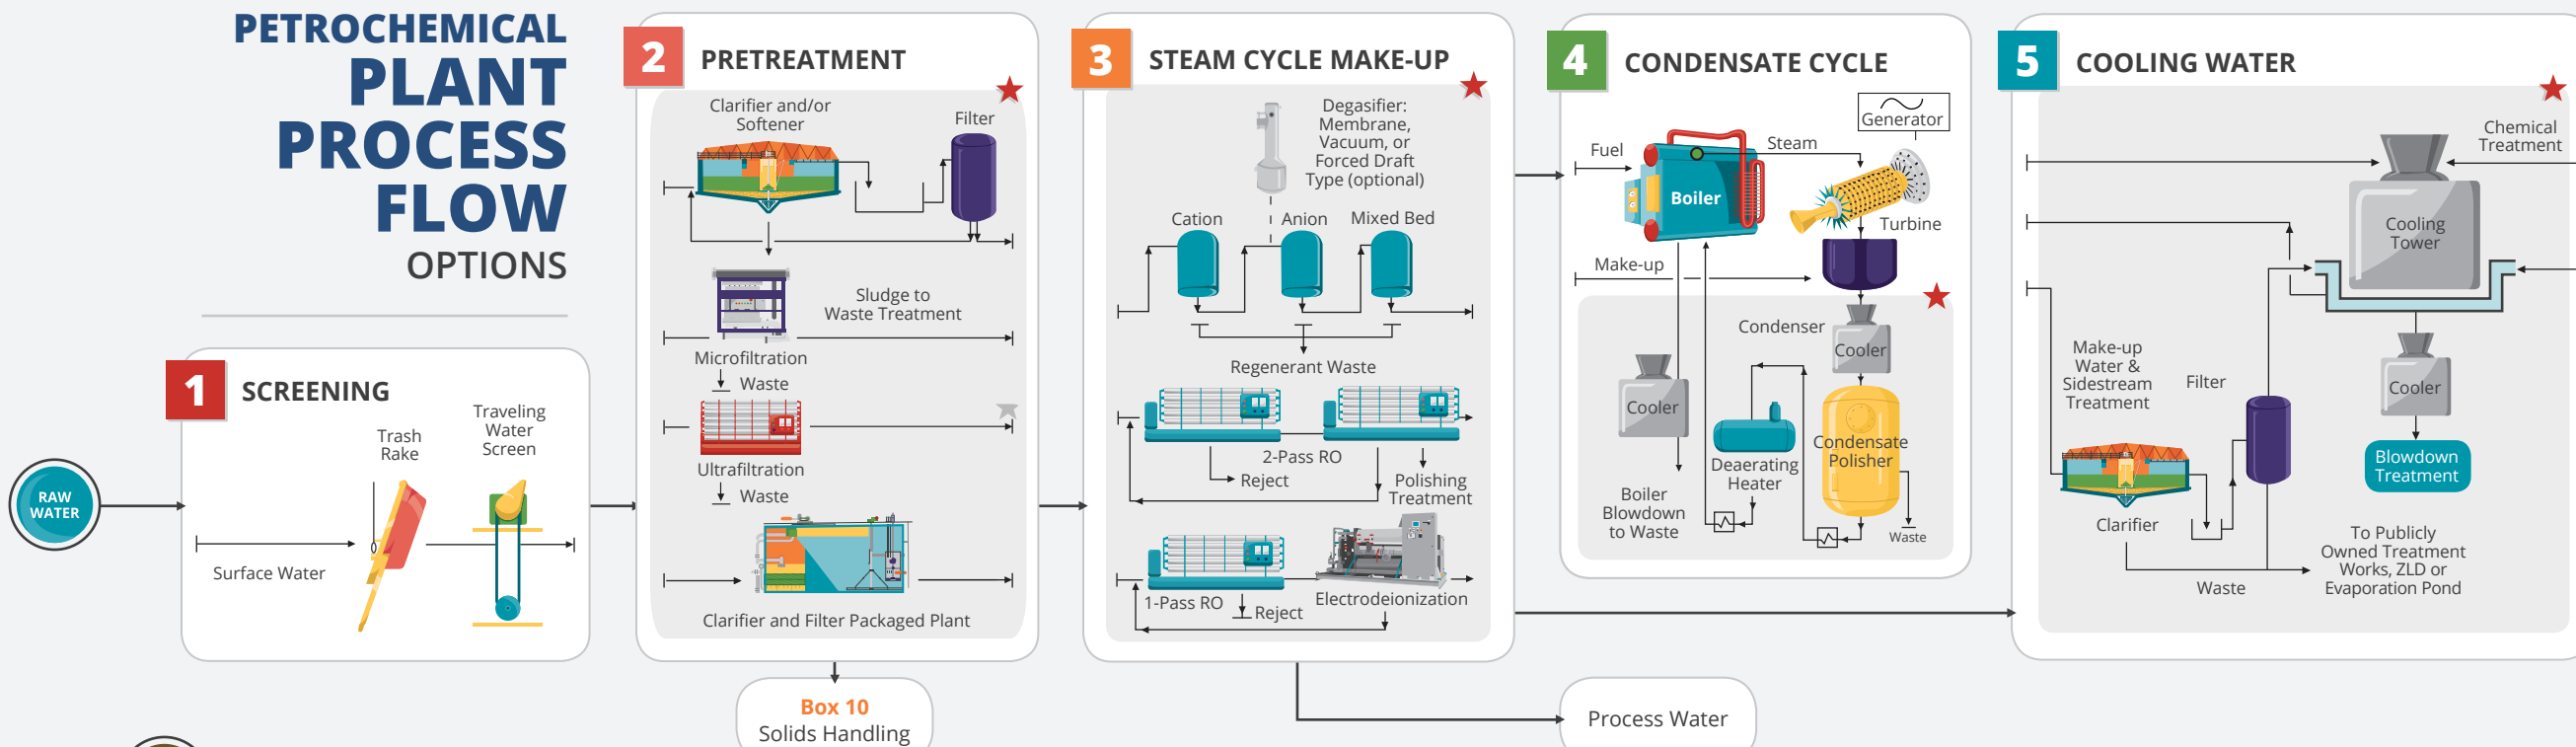 PETROCHEMICAL
PLANT
PROCESS
FLOW
OPTIONS
1
SCREENING
RAW
WATER
Trash
Rake
Traveling
Water
Screen
Surface Water
2
PRETREATMENT
Clarifier and/or
Softener
Filter
Sludge to
Waste Treatment
Microfiltration
Waste
Ultrafiltration
Waste
Clarifier and Filter Packaged Plant
Box 10
Solids Handling
3
STEAM CYCLE MAKE-UP
Degasifier:
Membrane,
Vacuum, or
Forced Draft
Type (optional)
Cation
Anion
Mixed Bed
Regenerant Waste
2-Pass RO
Reject
Polishing
Treatment
1-Pass RO
Reject
Electrodeionization
Process Water
4
CONDENSATE CYCLE
Generator
Fuel
Steam
Boiler
Turbine
Make-up
Condenser
Cooler
Cooler
Condensate
Polisher
Deaerating
Heater
Boiler
Blowdown
to Waste
Waste
5
COOLING WATER
Chemical
Treatment
Cooling
Tower
Make-up
Water &
Sidestream
Treatment
Filter
Cooler
Blowdown
Treatment
Clarifier
To Publicly
Owned Treatment
Works, ZLD or
Evaporation Pond
Waste